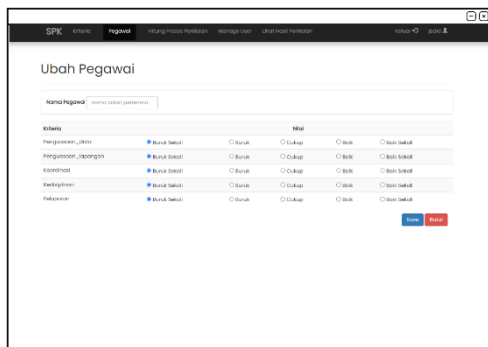 SPK Kriteria Pegawai Hitung Proses Penilaian Manage User Lihat Hasil Penilaian Keluar
Ubah Pegawai
Nama Pegawai nama calon penerima
Kriteria Nilai
Penguasaan_data Buruk Sekali Buruk Cukup Baik Baik Sekali
Penguasaan_lapangan Buruk Sekali Buruk Cukup Baik Baik Sekali
Koordinasi Buruk Sekali Buruk Cukup Baik Baik Sekali
Kedisiplinan Buruk Sekali Buruk Cukup Baik Baik Sekali
Pelaporan Buruk Sekali Buruk Cukup Baik Baik Sekali
Save Batal